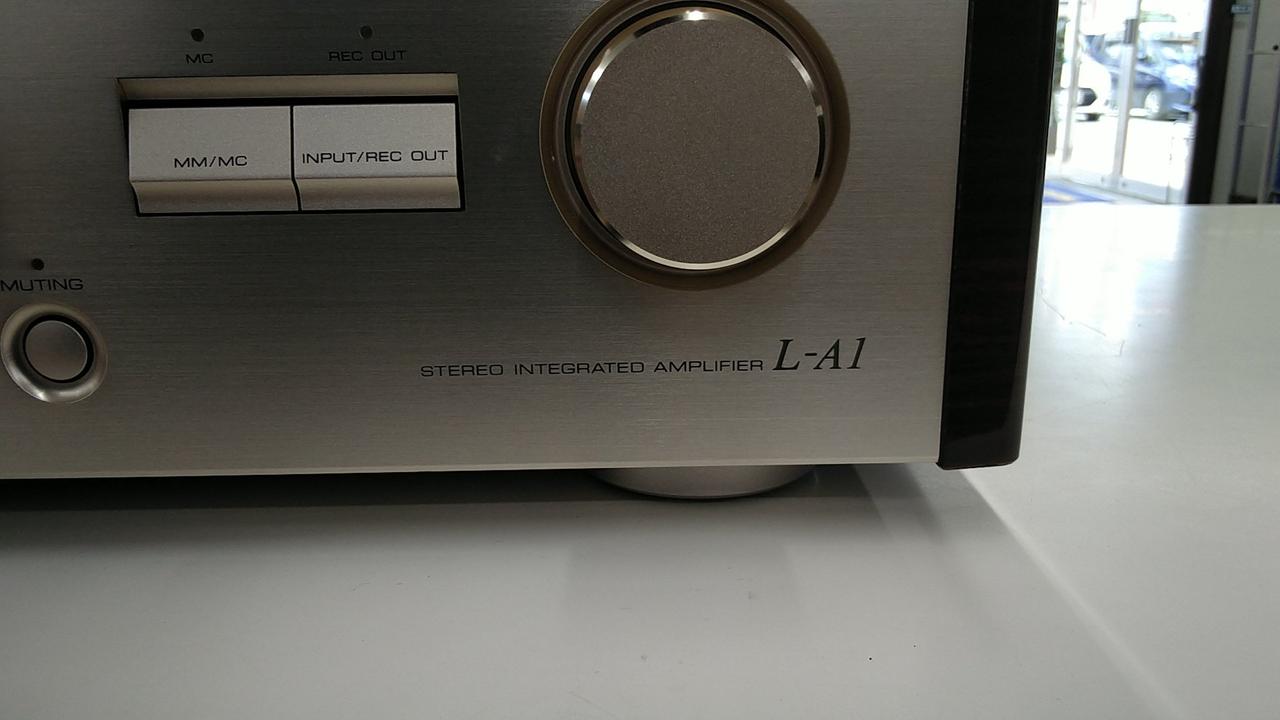 MC
REC OUT
MM/MC
INPUT/REC OUT
MUTING
STEREO INTEGRATED AMPLIFIER L-A1